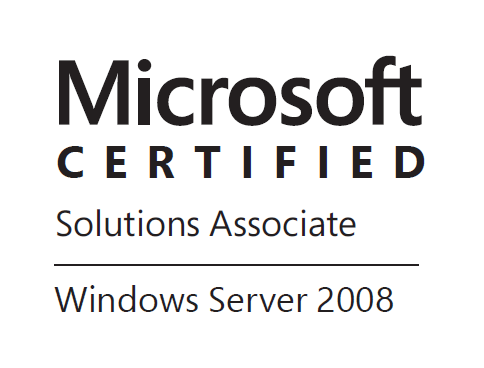 Microsoft
CERTIFIED
Solutions Associate
Windows Server 2008